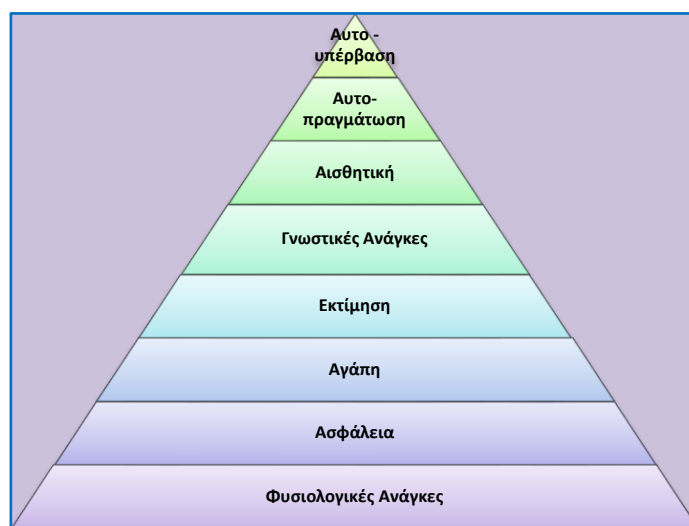 Αυτο -
υπέρβαση
Αυτο-
πραγμάτωση
Αισθητική
Γνωστικές Ανάγκες
Εκτίμηση
Αγάπη
Ασφάλεια
Φυσιολογικές Ανάγκες